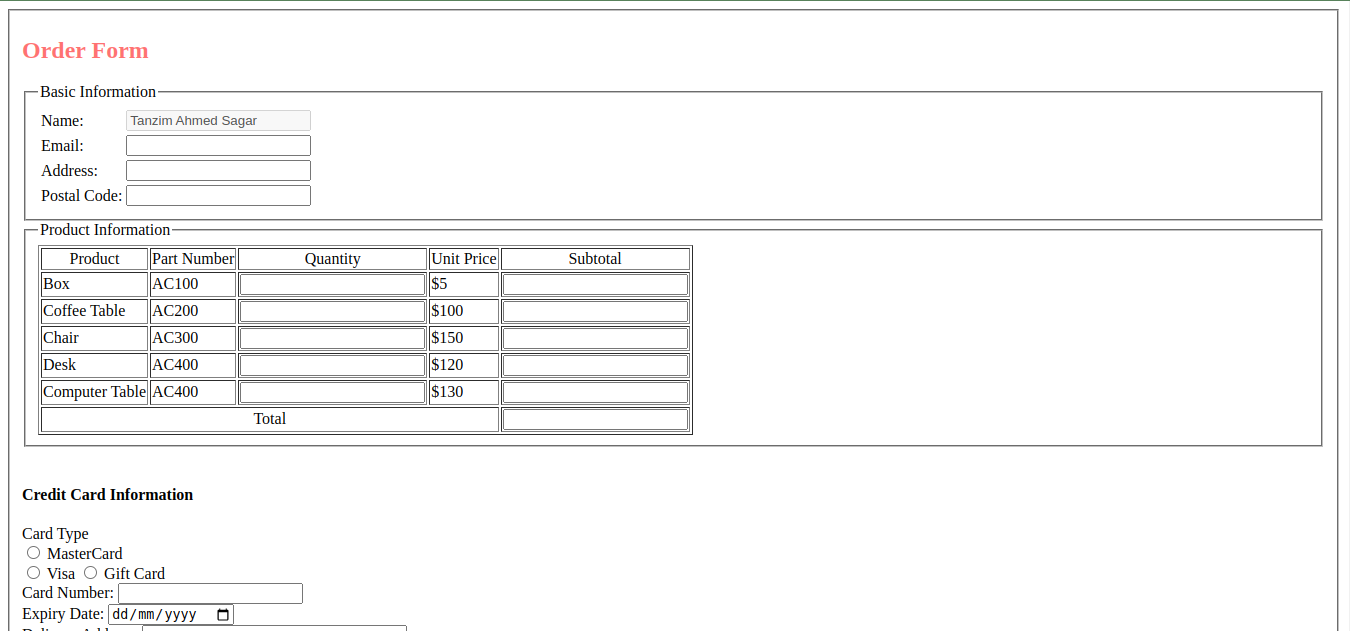 Order Form
Basic Information
Name: Tanzim Ahmed Sagar
Email:
Address:
Postal Code:
Product Information
Product Part Number Quantity Unit Price Subtotal
Box AC100 $5
Coffee Table AC200 $100
Chair AC300 $150
Desk AC400 $120
Computer Table AC400 $130
Total
Credit Card Information
Card Type
MasterCard
Visa Gift Card
Card Number:
Expiry Date: dd/mm/yyyy